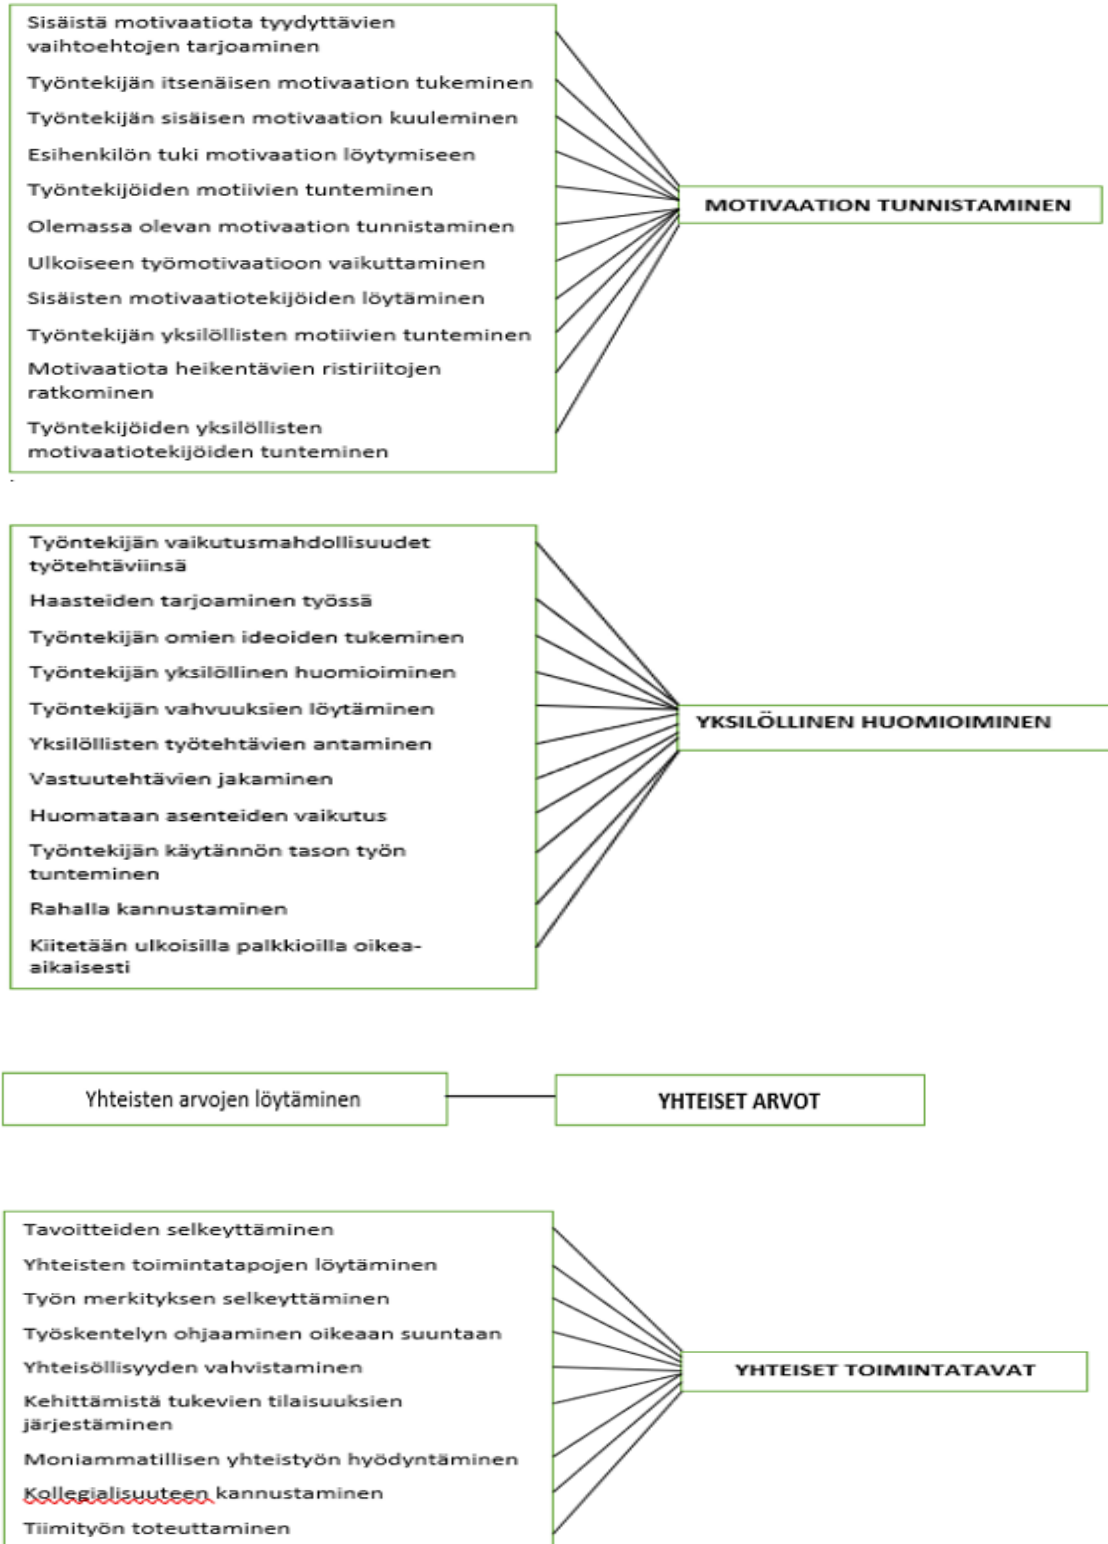 Sisäistä motivaatiota tyydyttävien
vaihtoehtojen tarjoaminen
Työntekijän itsenäisen motivaation tukeminen
Työntekijän sisäisen motivaation kuuleminen
Esihenkilön tuki motivaation löytymiseen
Työntekijöiden motiivien tunteminen
Olemassa olevan motivaation tunnistaminen
Ulkoiseen työmotivaatioon vaikuttaminen
Sisäisten motivaatiotekijöiden löytäminen
Työntekijän yksilöllisten motiivien tunteminen
Motivaatiota heikentävien ristiriitojen
ratkominen
Työntekijöiden yksilöllisten
motivaatiotekijöiden tunteminen
MOTIVAATION TUNNISTAMINEN
Työntekijän vaikutusmahdollisuudet
työtehtäviinsä
Haasteiden tarjoaminen työssä
Työntekijän omien ideoiden tukeminen
Työntekijän yksilöllinen huomioiminen
Työntekijän vahvuuksien löytäminen
Yksilöllisten työtehtävien antaminen
Vastuutehtävien jakaminen
Huomataan asenteiden vaikutus
Työntekijän käytännön tason työn
tunteminen
Rahalla kannustaminen
Kiitetään ulkoisilla palkkioilla oikea-
aikaisesti
YKSILÖLLINEN HUOMIOIMINEN
Yhteisten arvojen löytäminen
YHTEISET ARVOT
Tavoitteiden selkeyttäminen
Yhteisten toimintatapojen löytäminen
Työn merkityksen selkeyttäminen
Työskentelyn ohjaaminen oikeaan suuntaan
Yhteisöllisyyden vahvistaminen
Kehittämistä tukevien tilaisuuksien
järjestäminen
Moniammatillisen yhteistyön hyödyntäminen
Kollegialisuuteen kannustaminen
Tiimityön toteuttaminen
YHTEISET TOIMINTATAVAT